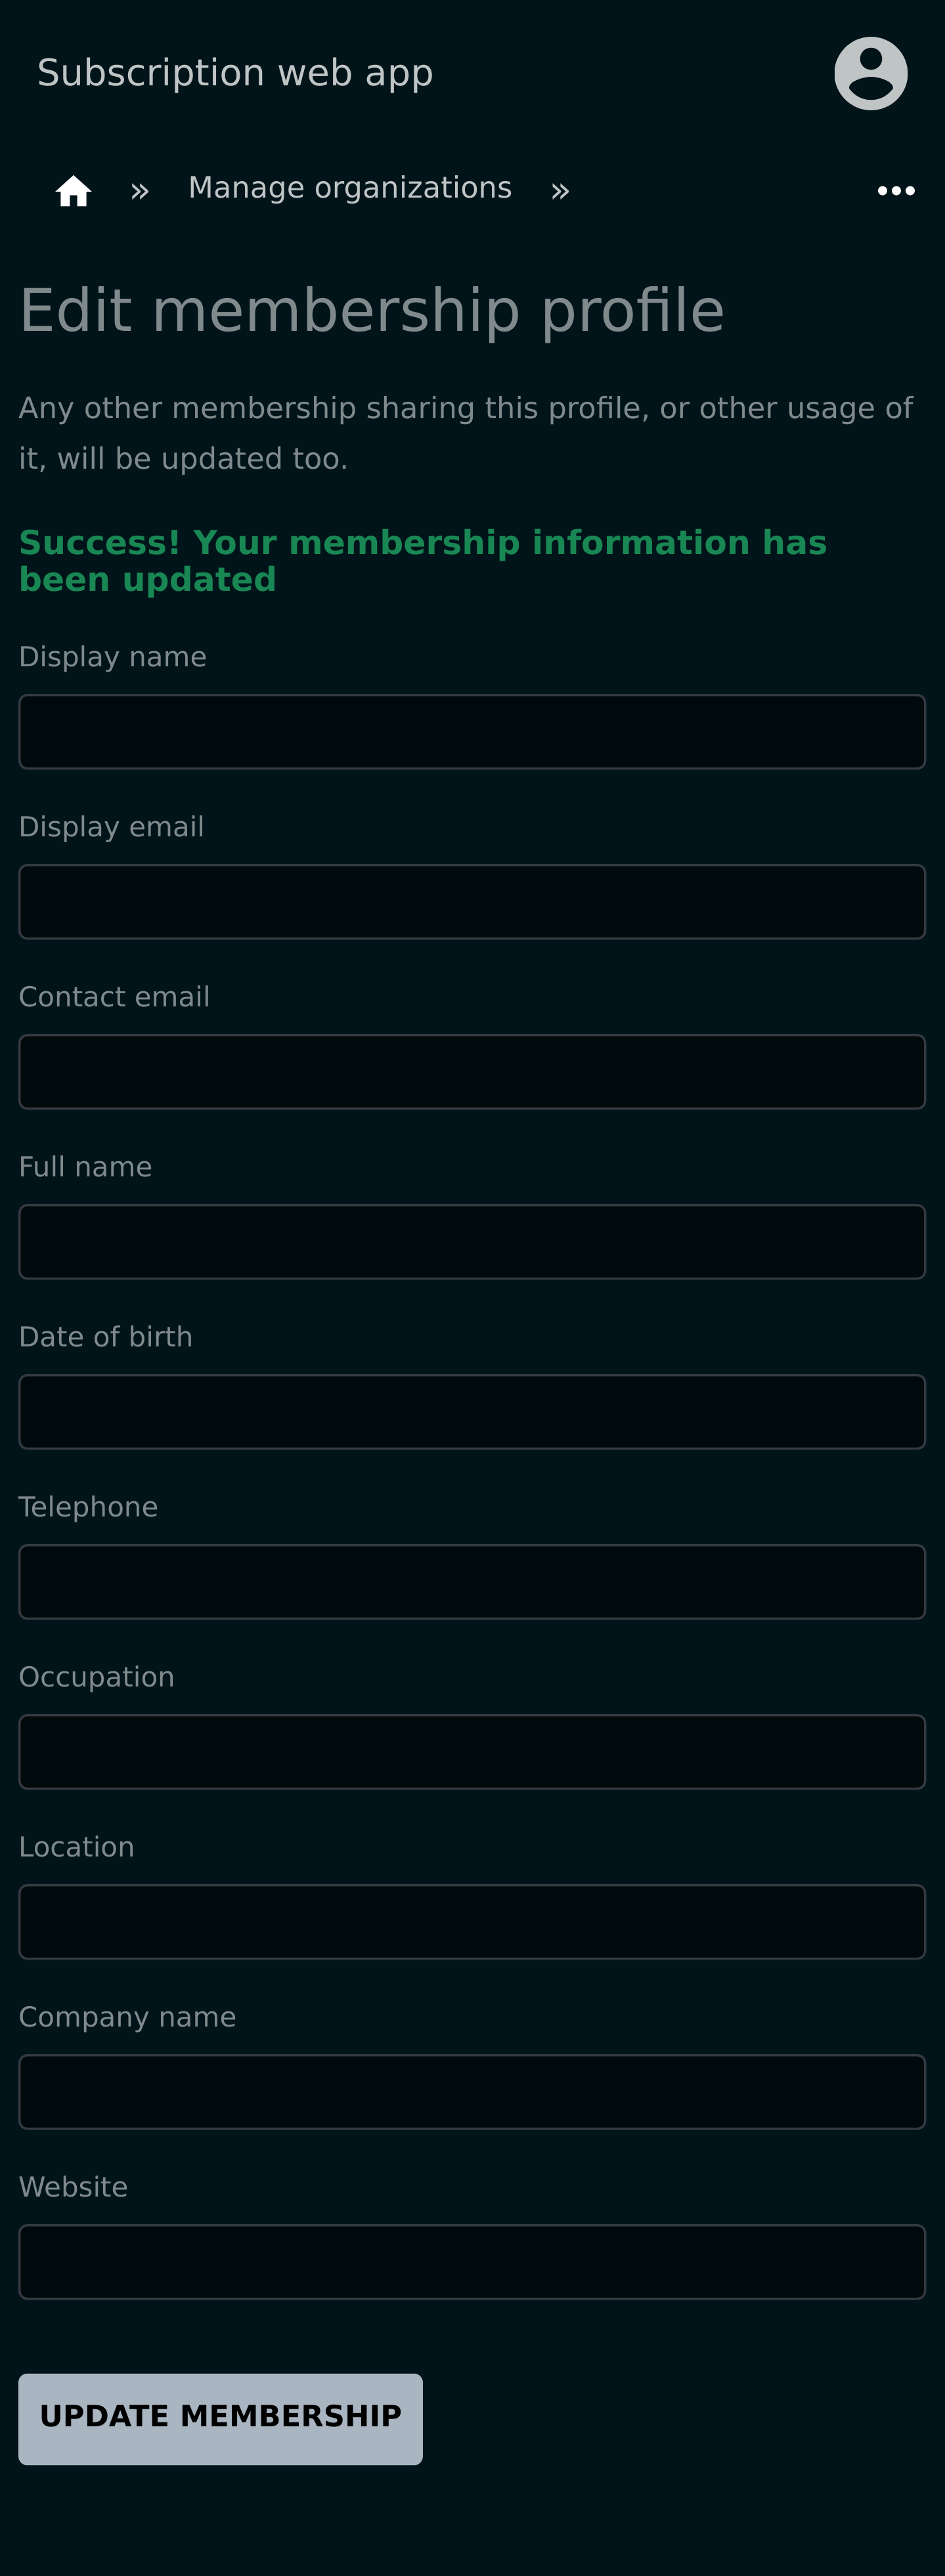 Subscription web app
» Manage organizations »
Edit membership profile
Any other membership sharing this profile, or other usage of
it, will be updated too.
Success! Your membership information has
been updated
Display name
Display email
Contact email
Full name
Date of birth
Telephone
Occupation
Location
Company name
Website
UPDATE MEMBERSHIP